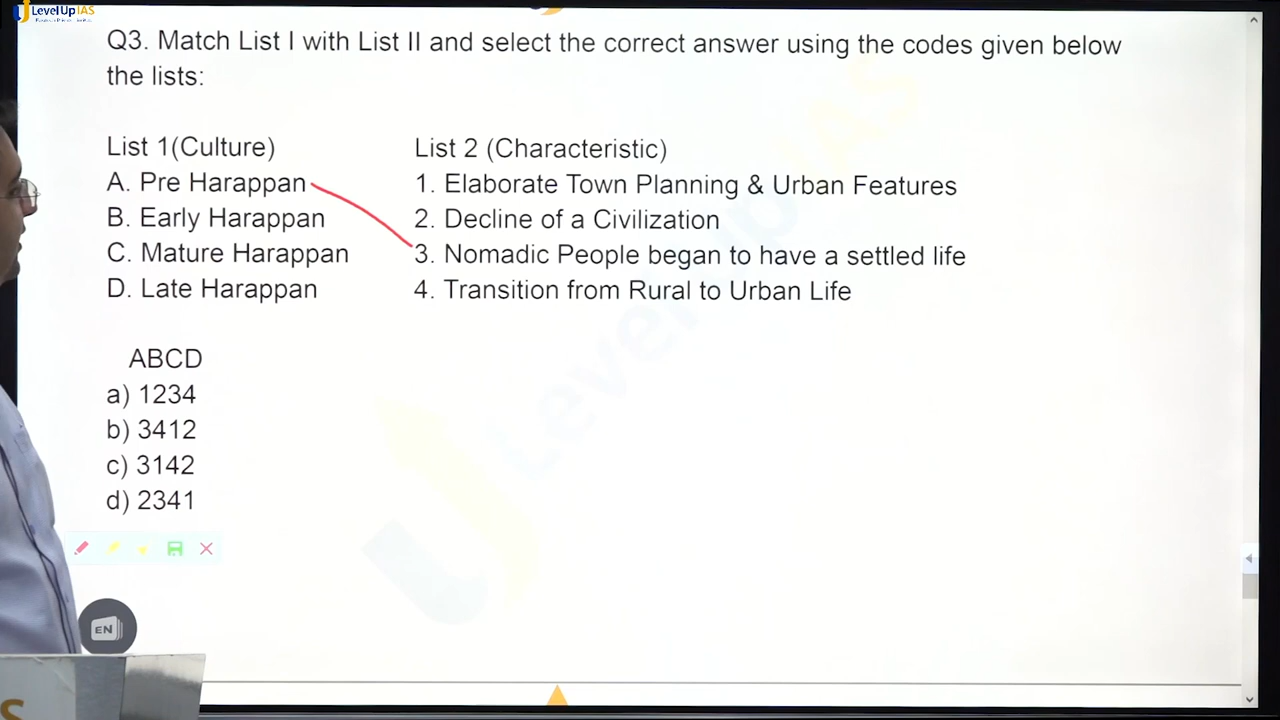 Level Up IAS
Q3. Match List I with List II and select the correct answer using the codes given below
the lists:
List 1(Culture)
List 2 (Characteristic)
A. Pre Harappan
1. Elaborate Town Planning & Urban Features
B. Early Harappan
2. Decline of a Civilization
C. Mature Harappan
3. Nomadic People began to have a settled life
D. Late Harappan
4. Transition from Rural to Urban Life
ABCD
a) 1234
b) 3412
c) 3142
d) 2341
EN
LevelUp IAS
S